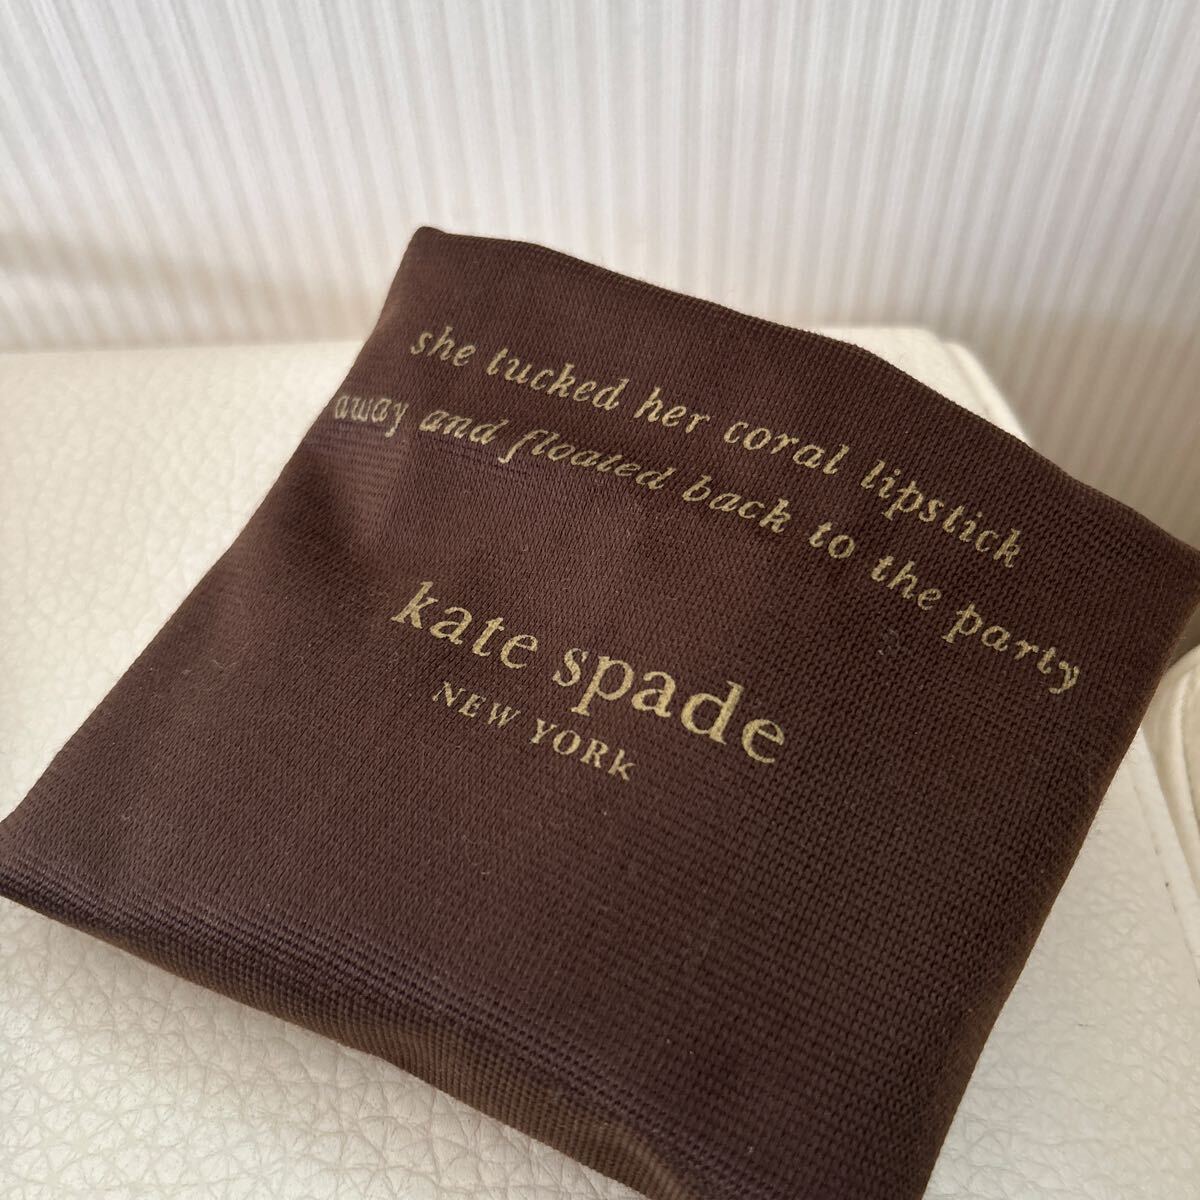 she tucked her coral lipstick
away and floated back to the party
kate spade
NEW YORK